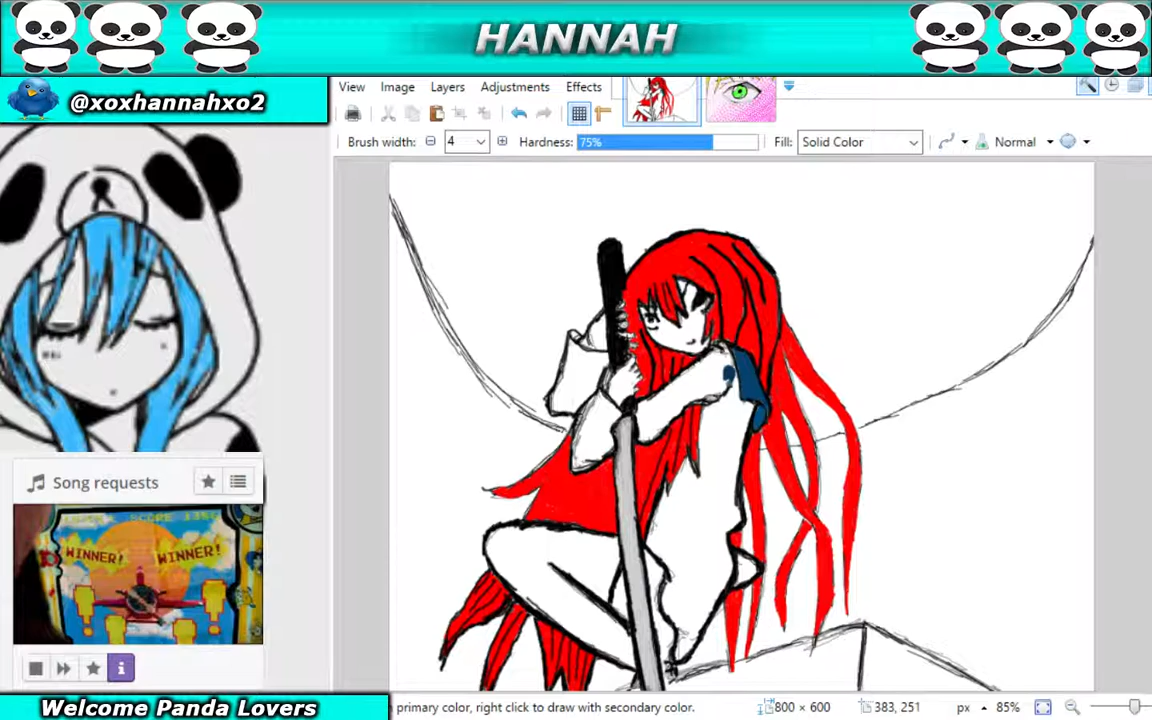 HANNAH
@xoxhannahxo2
View Image Layers Adjustments Effects
Brush width: 4 Hardness: 75% Fill: Solid Color Normal
Song requests
WINNER! WINNER!
Welcome Panda Lovers
primary color, right click to draw with secondary color. 800 × 600 383, 251 px 85%